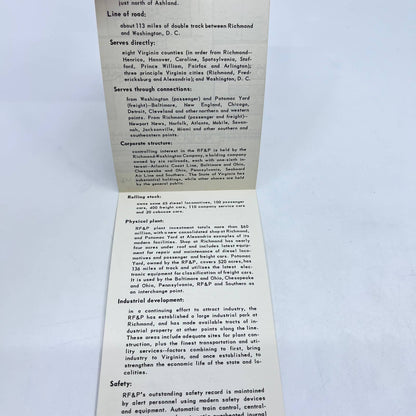 just north of Ashland.
Line of road:
about 113 miles of double track between Richmond
and Washington, D. C.
Serves directly:
eight Virginia counties (in order from Richmond—
Henrico, Hanover, Caroline, Spotsylvania, Staf-
ford, Prince William, Fairfax and Arlington);
three principle Virginia cities (Richmond, Fred-
ericksburg and Alexandria); and Washington, D. C.
Serves through connections:
from Washington (passenger) and Potomac Yard
(freight)—Baltimore, New England, Chicago,
Detroit, Cleveland and other northern and western
points. From Richmond (passenger and freight)—
Newport News, Norfolk, Atlanta, Mobile, Savan-
nah, Jacksonville, Miami and other southern and
southeastern points.
Corporate structure:
controlling interest in the RF&P is held by the
Richmond-Washington Company, a holding company
owned by six railroads, each with one-sixth in-
terest—Atlantic Coast Line, Baltimore and Ohio,
Chesapeake and Ohio, Pennsylvania, Seaboard
Air Line and Southern. The State of Virginia has
substantial holdings, while other shares are held
by the general public.
Rolling stock:
some 65 diesel locomotives, 100 passenger
cars, 400 freight cars, 115 company service cars
and 30 caboose cars.
Physical plant:
RF&P plant investment totals more than $60
million, with a new consolidated shop at Richmond,
and Potomac Yard at Alexandria examples of its
modern facilities. Shop at Richmond has nearly
four acres under roof and includes latest equip-
ment for repair and maintenance of diesel loco-
motives and passenger and freight cars. Potomac
Yard, owned by the RF&P, covers 520 acres, has
136 miles of track and utilizes the latest elec-
tronic equipment for classification of freight cars.
It is used by the Baltimore and Ohio, Chesapeake
and Ohio, Pennsylvania, RF&P and Southern as
an interchange point.
Industrial development:
in a continuing effort to attract industry, the
RF&P has established a large industrial park at
Richmond, and has made available tracts of in-
dustrial property at other points along the line.
These areas include adequate sites for plant con-
struction, plus the finest transportation and util-
ity services—factors combining to first, bring
industry to Virginia, and once established, to
strengthen the economic life of the state and lo-
calities.
Safety:
RF&P's outstanding safety record is maintained
by alert personnel using modern safety devices
and equipment. Automatic train control, central-